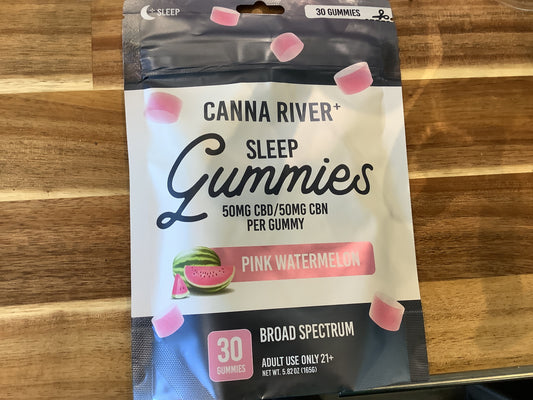 SLEEP
30 GUMMIES
CANNA RIVER+
SLEEP
Gummies
50MG CBD/50MG CBN
PER GUMMY
PINK WATERMELON
30
GUMMIES
BROAD SPECTRUM
ADULT USE ONLY 21+
NET WT. 5.82 OZ (165G)